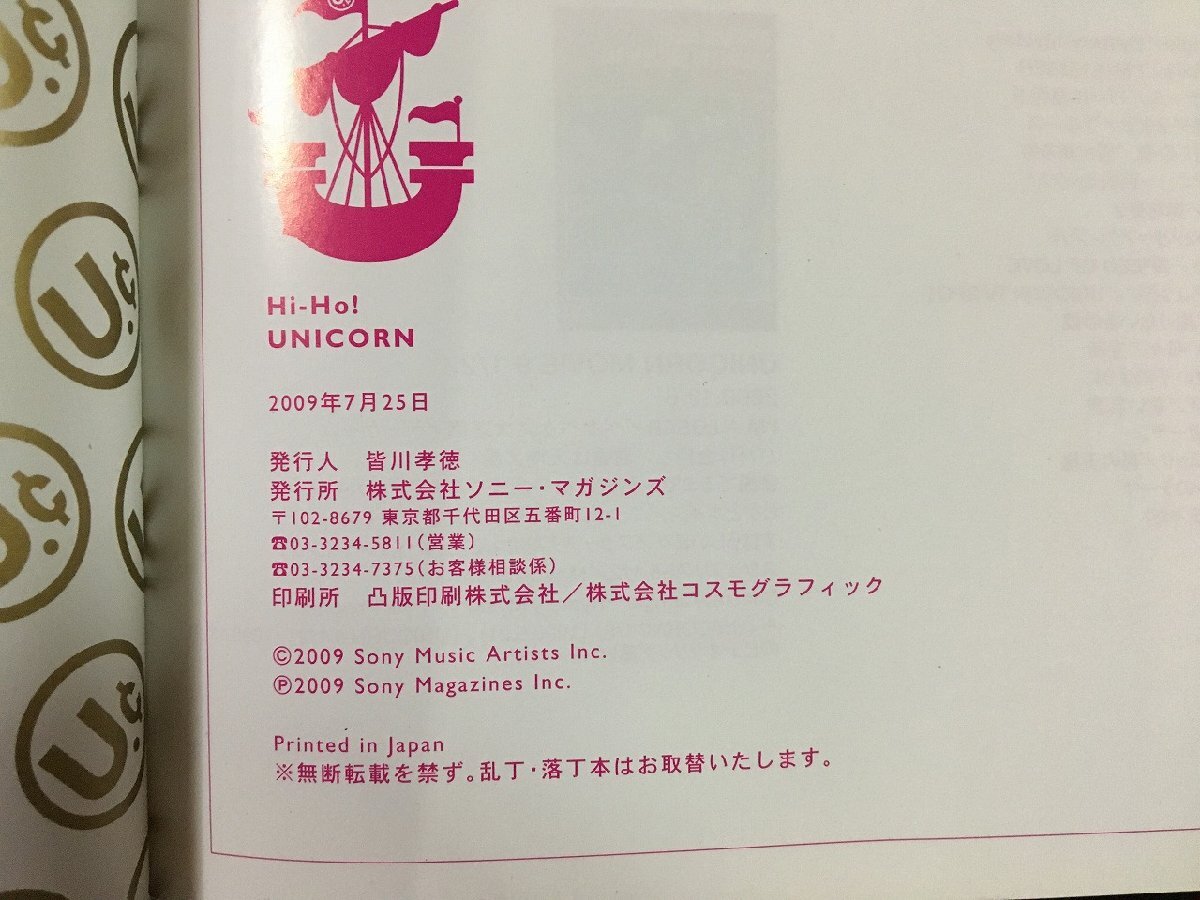 Hi-Ho!
UNICORN
2009年7月25日
発行人　皆川孝徳
発行所　株式会社ソニー・マガジンズ
〒102-8679 東京都千代田区五番町12-1
☎03-3234-5811(営業)
☎03-3234-7375(お客様相談係)
印刷所　凸版印刷株式会社／株式会社コスモグラフィック
©2009 Sony Music Artists Inc.
℗2009 Sony Magazines Inc.
Printed in Japan
※無断転載を禁ず。乱丁・落丁本はお取替いたします。